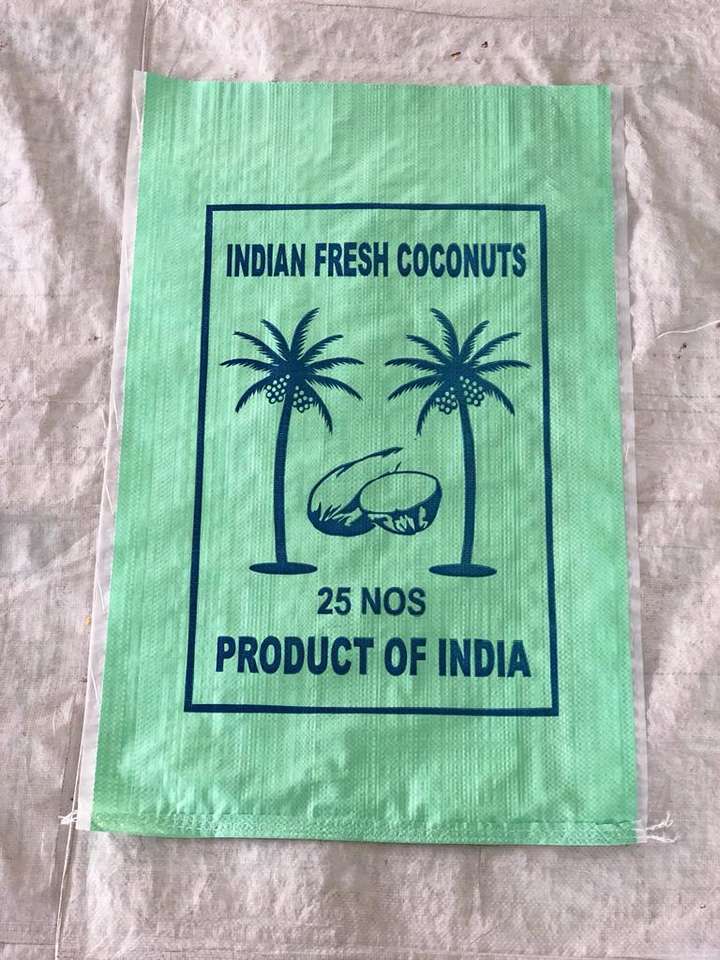 INDIAN FRESH COCONUTS
25 NOS
PRODUCT OF INDIA